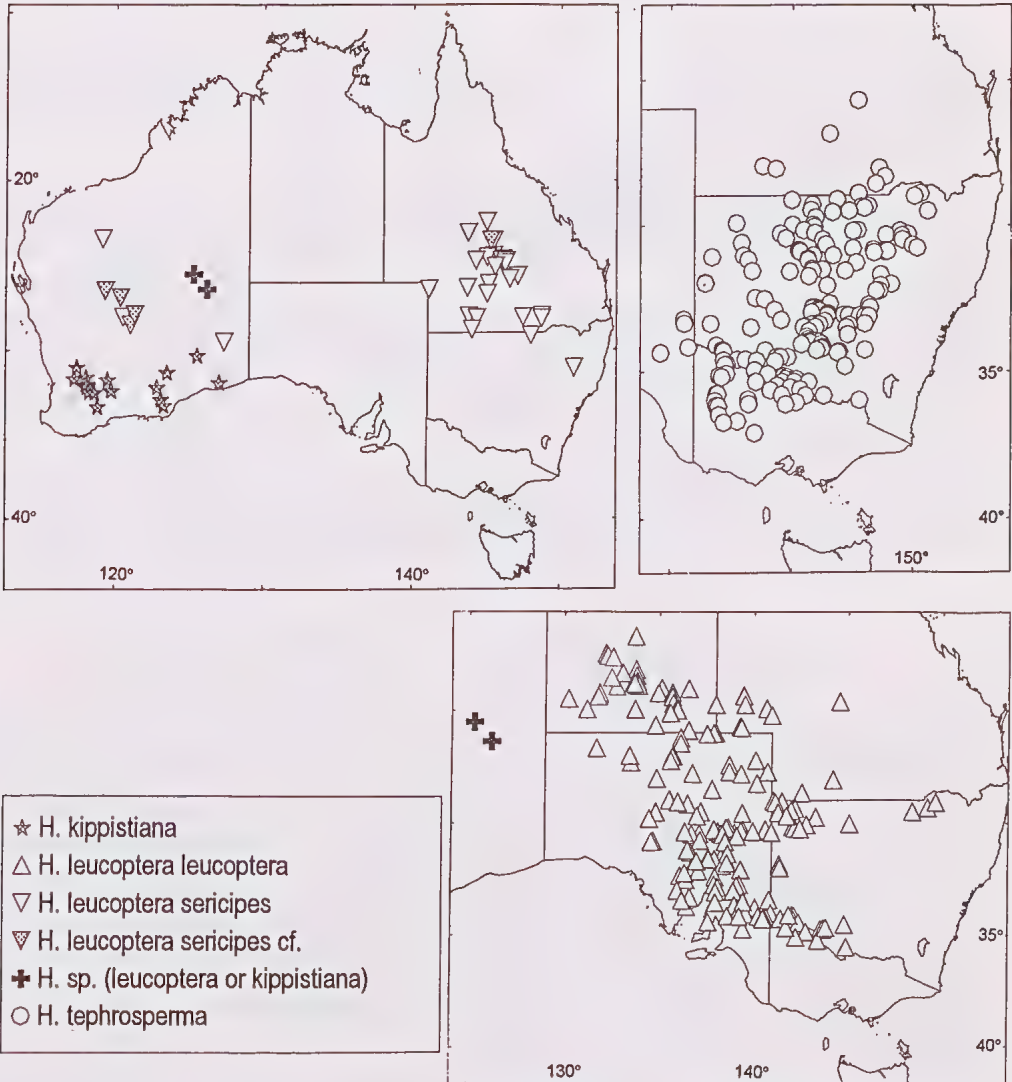 20°
40°
120°
140°
35°
40°
150°
35°
40°
130°
140°
H. kippistiana
H. leucoptera leucoptera
H. leucoptera sericipes
H. leucoptera sericipes cf.
H. sp. (leucoptera or kippistiana)
H. tephrosperma